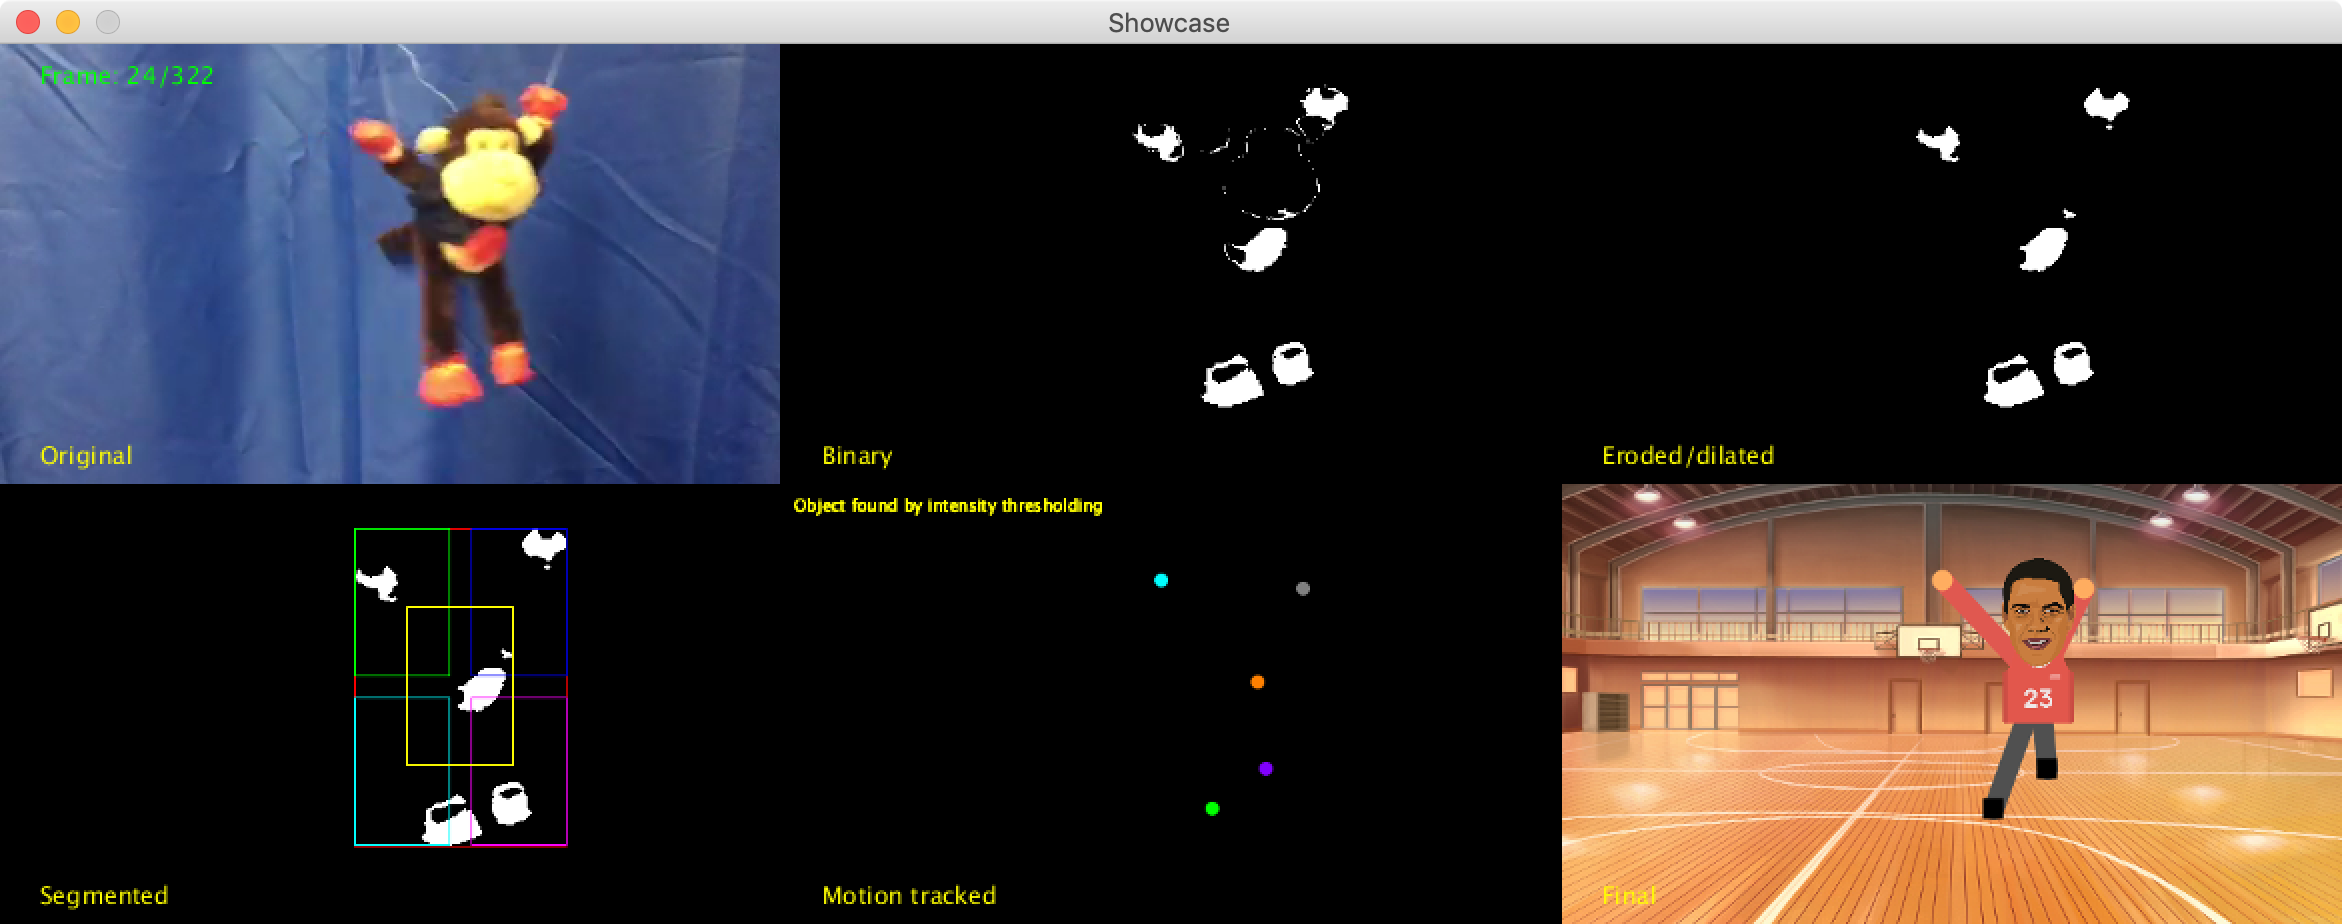 Showcase
Frame: 24/322
Original
Binary
Eroded/dilated
Object found by intensity thresholding
23
Segmented
Motion tracked
Final